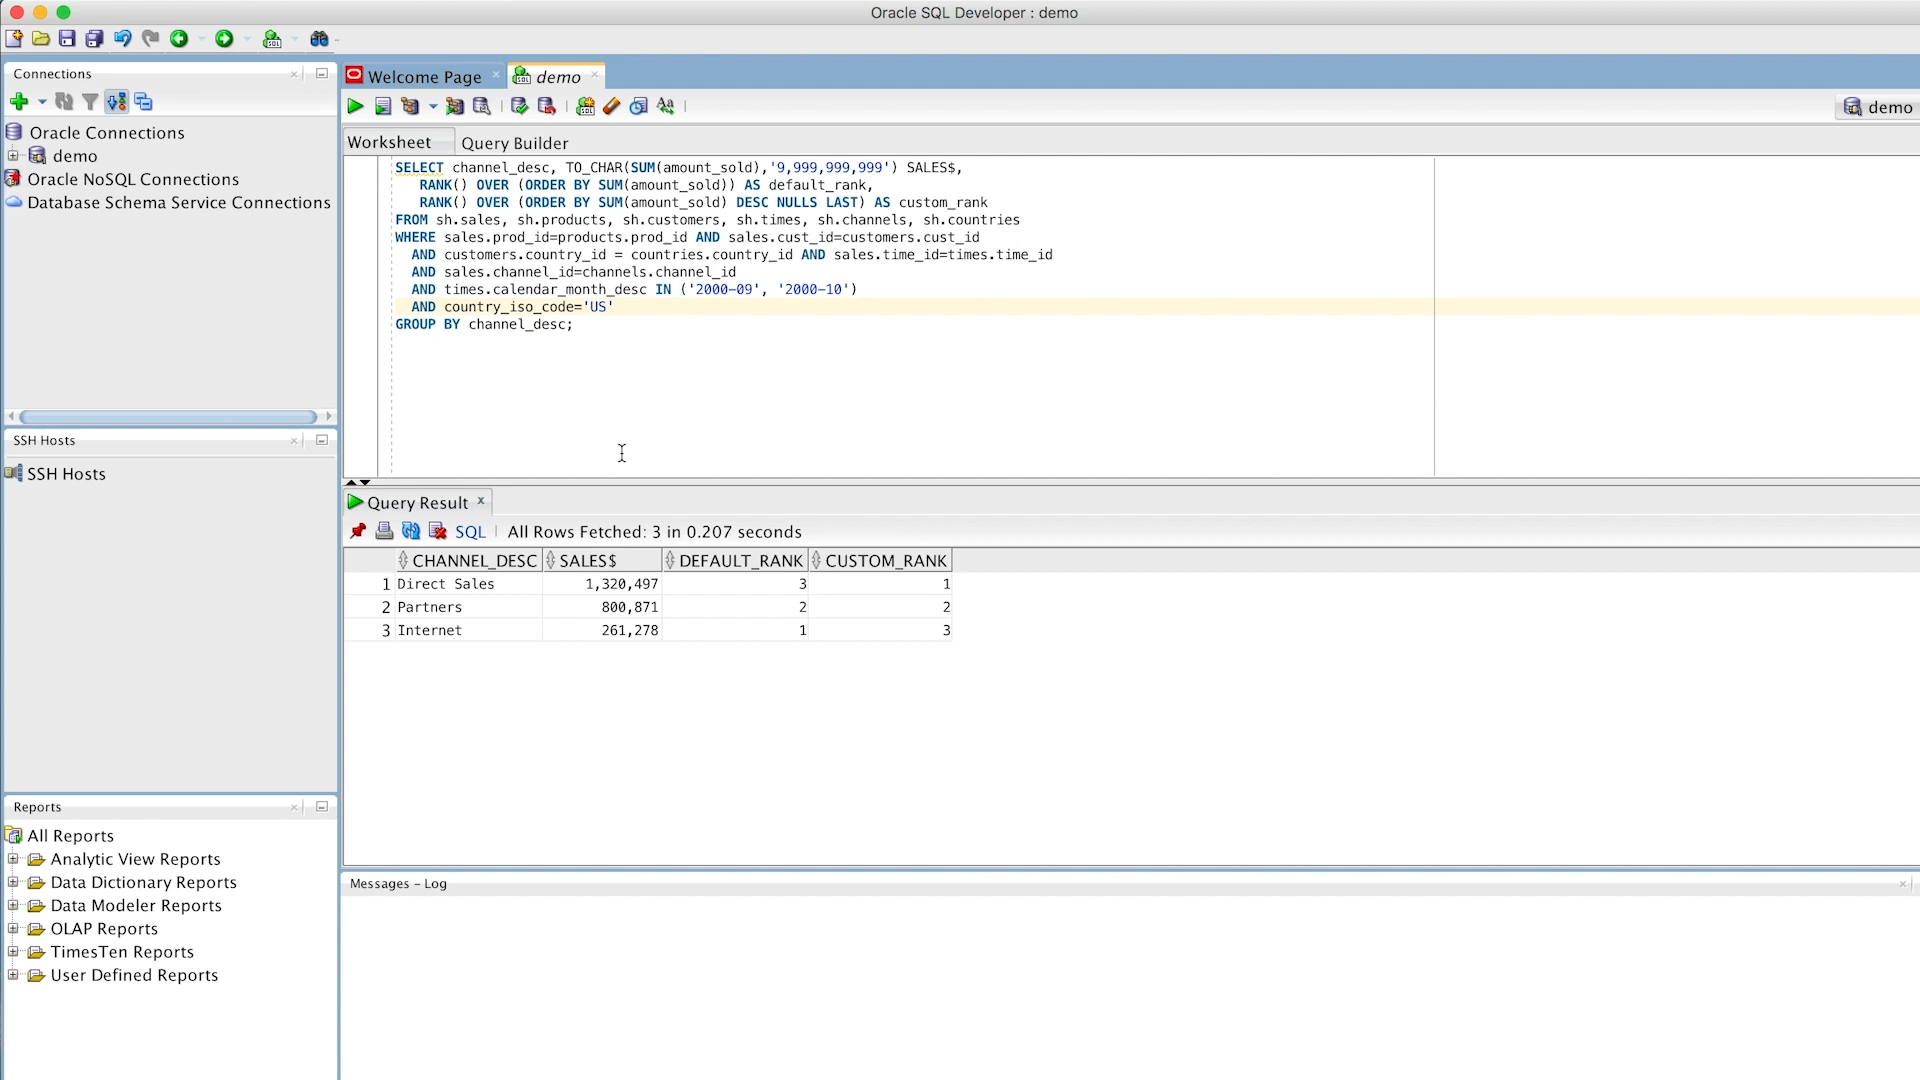 Oracle SQL Developer : demo
Connections
Oracle Connections
demo
Oracle NoSQL Connections
Database Schema Service Connections
SSH Hosts
SSH Hosts
Reports
All Reports
Analytic View Reports
Data Dictionary Reports
Data Modeler Reports
OLAP Reports
TimesTen Reports
User Defined Reports
Welcome Page
demo
demo
Worksheet
Query Builder
SELECT channel_desc, TO_CHAR(SUM(amount_sold),'9,999,999,999') SALES$,
RANK() OVER (ORDER BY SUM(amount_sold)) AS default_rank,
RANK() OVER (ORDER BY SUM(amount_sold) DESC NULLS LAST) AS custom_rank
FROM sh.sales, sh.products, sh.customers, sh.times, sh.channels, sh.countries
WHERE sales.prod_id=products.prod_id AND sales.cust_id=customers.cust_id
AND customers.country_id = countries.country_id AND sales.time_id=times.time_id
AND sales.channel_id=channels.channel_id
AND times.calendar_month_desc IN ('2000-09', '2000-10')
AND country_iso_code='US'
GROUP BY channel_desc;
Query Result
SQL All Rows Fetched: 3 in 0.207 seconds
CHANNEL_DESC SALES$ DEFAULT_RANK CUSTOM_RANK
1 Direct Sales 1,320,497 3 1
2 Partners 800,871 2 2
3 Internet 261,278 1 3
Messages - Log